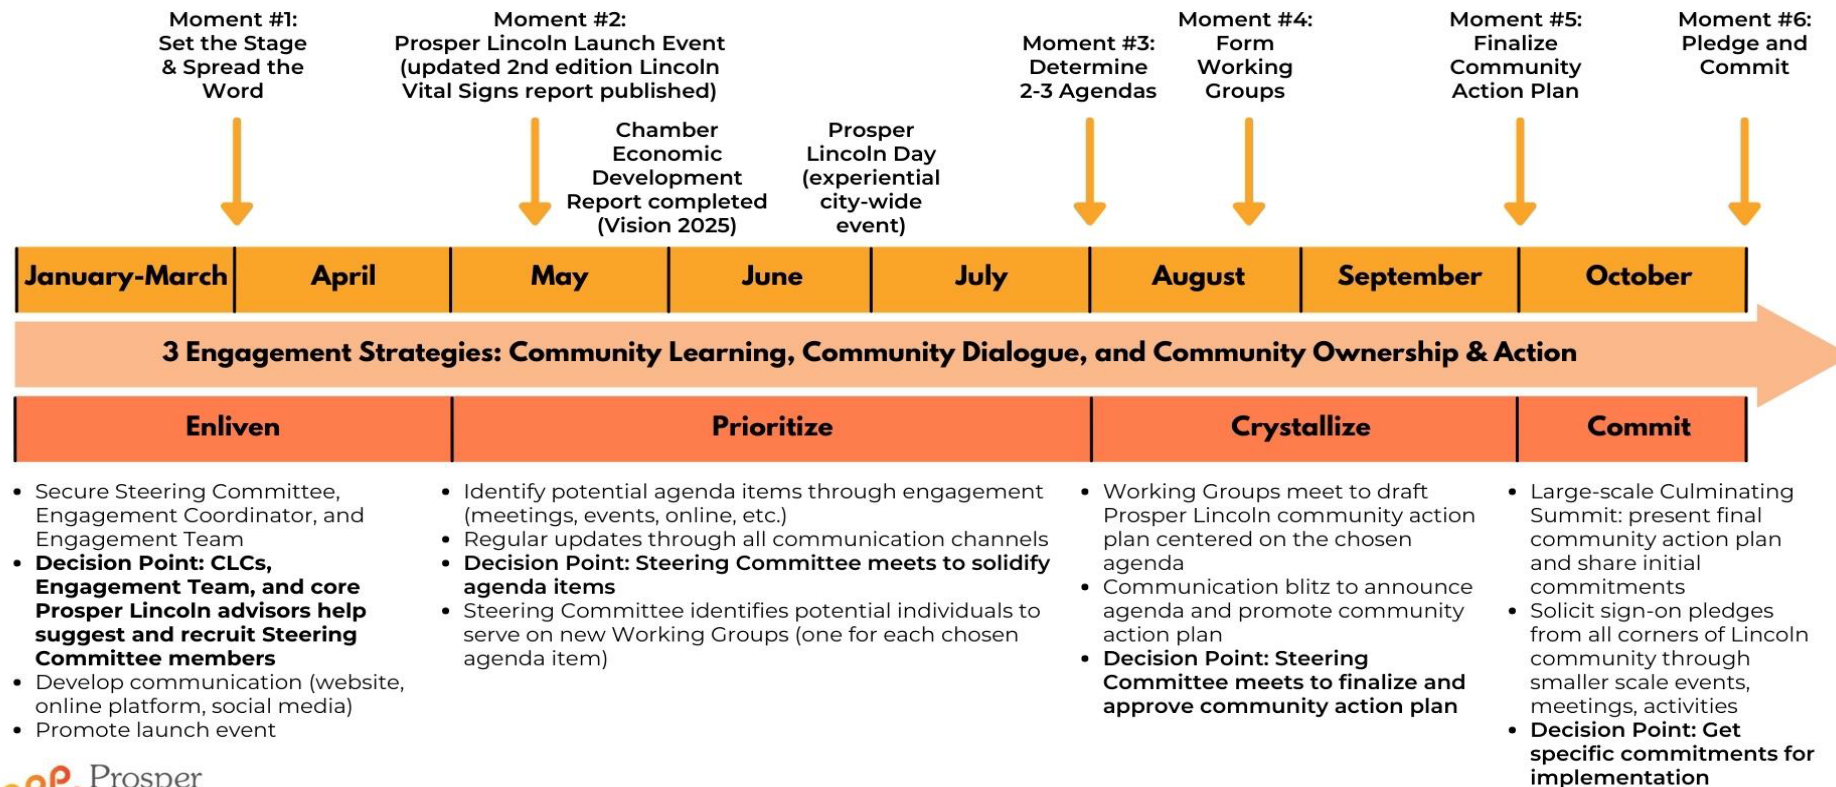 Moment #1:
Set the Stage
& Spread the
Word
Moment #2:
Prosper Lincoln Launch Event
(updated 2nd edition Lincoln
Vital Signs report published)
Chamber
Economic
Development
Report completed
(Vision 2025)
Prosper
Lincoln Day
(experiential
city-wide
event)
Moment #3:
Determine
2-3 Agendas
Moment #4:
Form
Working
Groups
Moment #5:
Finalize
Community
Action Plan
Moment #6:
Pledge and
Commit
January-March
April
May
June
July
August
September
October
3 Engagement Strategies: Community Learning, Community Dialogue, and Community Ownership & Action
Enliven
Prioritize
Crystallize
Commit
• Secure Steering Committee,
Engagement Coordinator, and
Engagement Team
• Decision Point: CLCs,
Engagement Team, and core
Prosper Lincoln advisors help
suggest and recruit Steering
Committee members
• Develop communication (website,
online platform, social media)
• Promote launch event
• Identify potential agenda items through engagement
(meetings, events, online, etc.)
• Regular updates through all communication channels
• Decision Point: Steering Committee meets to solidify
agenda items
• Steering Committee identifies potential individuals to
serve on new Working Groups (one for each chosen
agenda item)
• Working Groups meet to draft
Prosper Lincoln community action
plan centered on the chosen
agenda
• Communication blitz to announce
agenda and promote community
action plan
• Decision Point: Steering
Committee meets to finalize and
approve community action plan
• Large-scale Culminating
Summit: present final
community action plan
and share initial
commitments
• Solicit sign-on pledges
from all corners of Lincoln
community through
smaller scale events,
meetings, activities
• Decision Point: Get
specific commitments for
implementation
Prosper